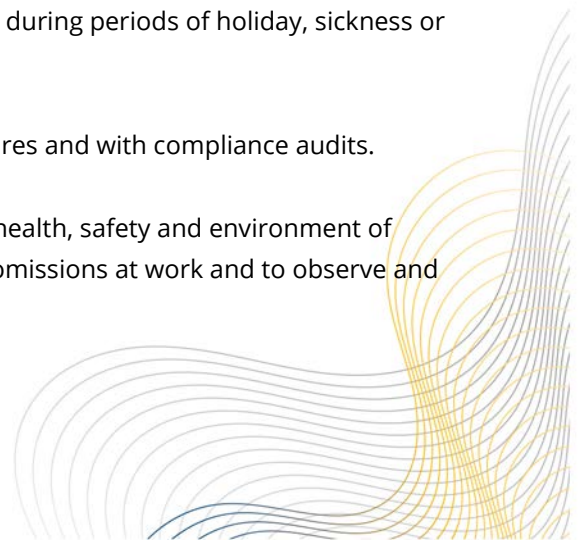 during periods of holiday, sickness or
res and with compliance audits.
health, safety and environment of
omissions at work and to observe and